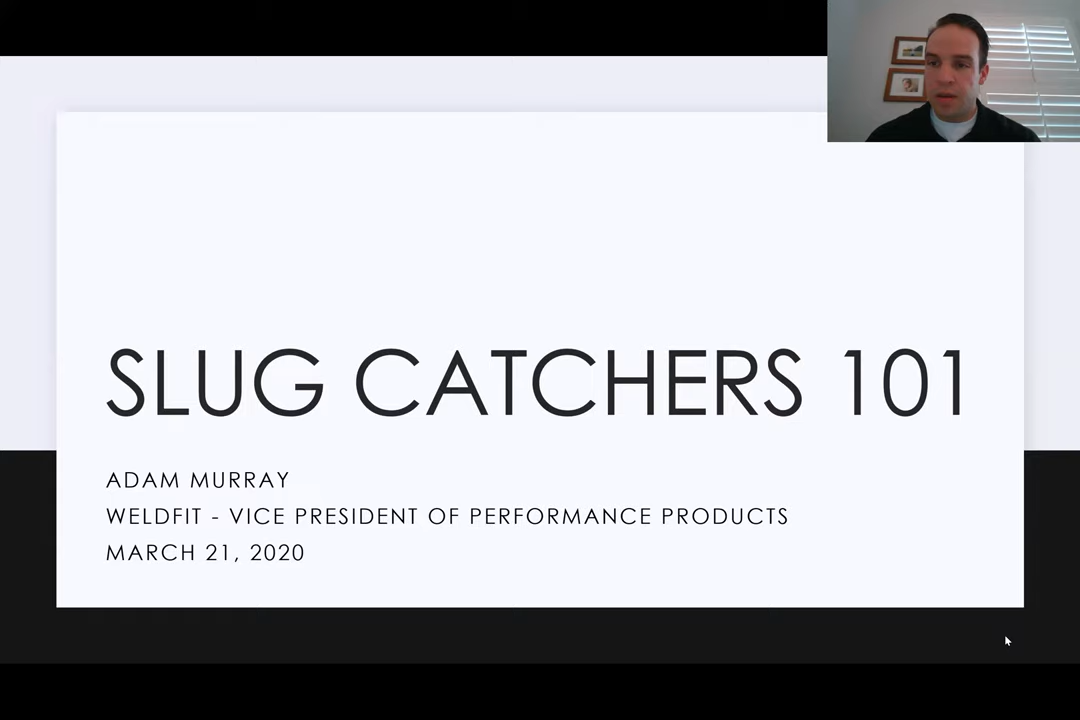 SLUG CATCHERS 101
ADAM MURRAY
WELDFIT - VICE PRESIDENT OF PERFORMANCE PRODUCTS
MARCH 21, 2020